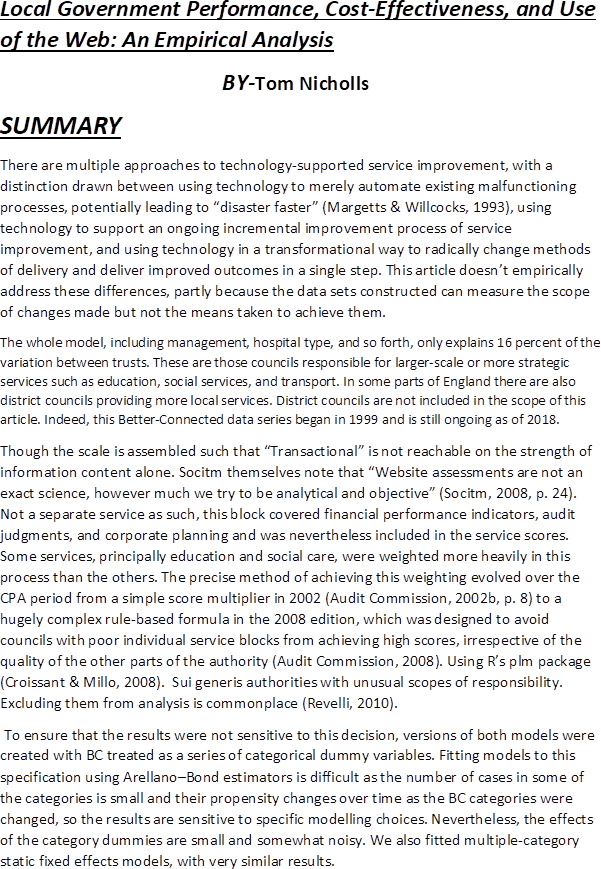 Local Government Performance, Cost-Effectiveness, and Use
of the Web: An Empirical Analysis
BY-Tom Nicholls
SUMMARY
There are multiple approaches to technology-supported service improvement, with a
distinction drawn between using technology to merely automate existing malfunctioning
processes, potentially leading to “disaster faster” (Margetts & Willcocks, 1993), using
technology to support an ongoing incremental improvement process of service
improvement, and using technology in a transformational way to radically change methods
of delivery and deliver improved outcomes in a single step. This article doesn’t empirically
address these differences, partly because the data sets constructed can measure the scope
of changes made but not the means taken to achieve them.
The whole model, including management, hospital type, and so forth, only explains 16 percent of the
variation between trusts. These are those councils responsible for larger-scale or more strategic
services such as education, social services, and transport. In some parts of England there are also
district councils providing more local services. District councils are not included in the scope of this
article. Indeed, this Better-Connected data series began in 1999 and is still ongoing as of 2018.
Though the scale is assembled such that “Transactional” is not reachable on the strength of
information content alone. Socitm themselves note that “Website assessments are not an
exact science, however much we try to be analytical and objective” (Socitm, 2008, p. 24).
Not a separate service as such, this block covered financial performance indicators, audit
judgments, and corporate planning and was nevertheless included in the service scores.
Some services, principally education and social care, were weighted more heavily in this
process than the others. The precise method of achieving this weighting evolved over the
CPA period from a simple score multiplier in 2002 (Audit Commission, 2002b, p. 8) to a
hugely complex rule-based formula in the 2008 edition, which was designed to avoid
councils with poor individual service blocks from achieving high scores, irrespective of the
quality of the other parts of the authority (Audit Commission, 2008). Using R’s plm package
(Croissant & Millo, 2008). Sui generis authorities with unusual scopes of responsibility.
Excluding them from analysis is commonplace (Revelli, 2010).
To ensure that the results were not sensitive to this decision, versions of both models were
created with BC treated as a series of categorical dummy variables. Fitting models to this
specification using Arellano–Bond estimators is difficult as the number of cases in some of
the categories is small and their propensity changes over time as the BC categories were
changed, so the results are sensitive to specific modelling choices. Nevertheless, the effects
of the category dummies are small and somewhat noisy. We also fitted multiple-category
static fixed effects models, with very similar results.